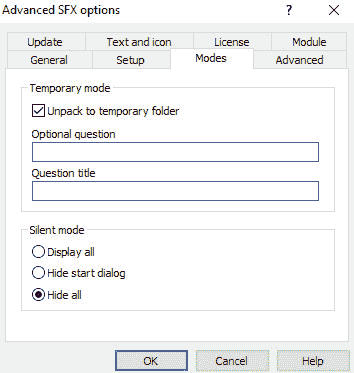 Advanced SFX options
?
Update
Text and icon
License
Module
General
Setup
Modes
Advanced
Temporary mode
Unpack to temporary folder
Optional question
Question title
Silent mode
Display all
Hide start dialog
Hide all
OK
Cancel
Help